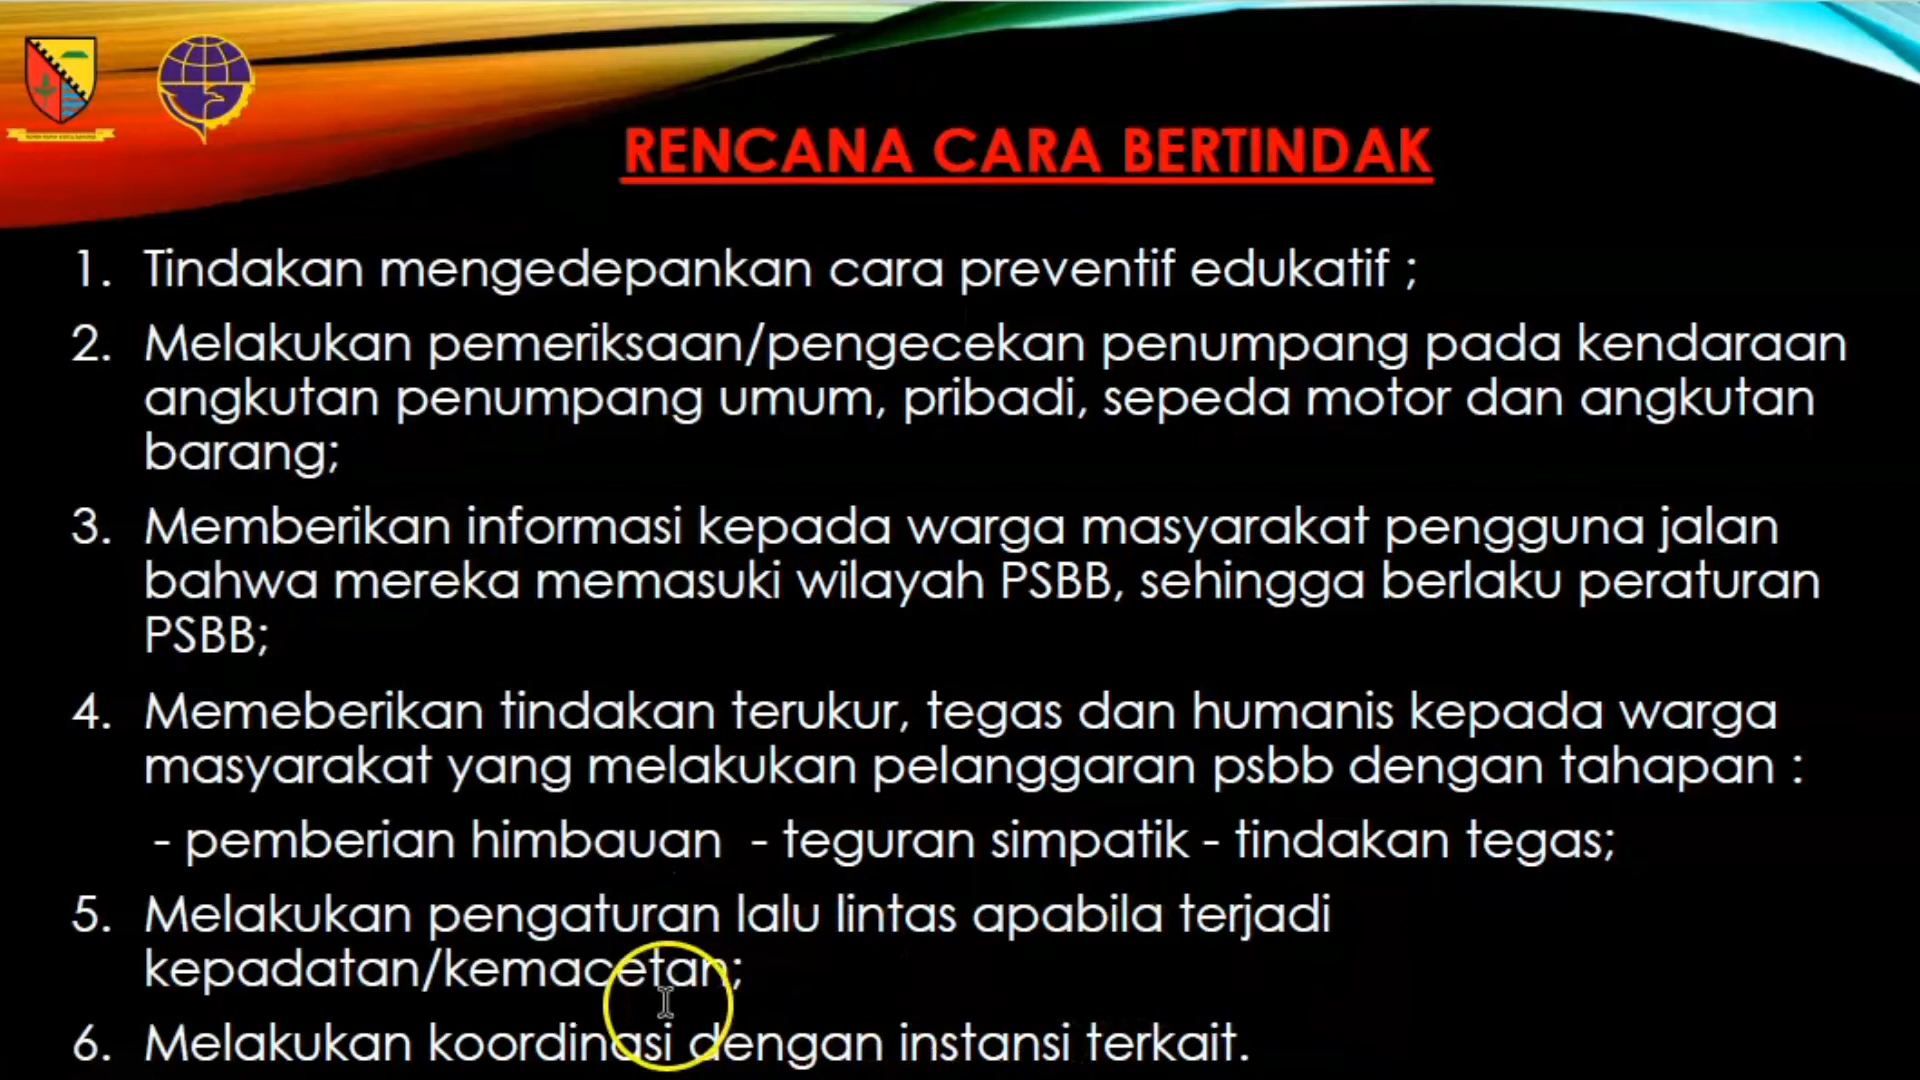 RENCANA CARA BERTINDAK
1. Tindakan mengedepankan cara preventif edukatif ;
2. Melakukan pemeriksaan/pengecekan penumpang pada kendaraan
angkutan penumpang umum, pribadi, sepeda motor dan angkutan
barang;
3. Memberikan informasi kepada warga masyarakat pengguna jalan
bahwa mereka memasuki wilayah PSBB, sehingga berlaku peraturan
PSBB;
4. Memeberikan tindakan terukur, tegas dan humanis kepada warga
masyarakat yang melakukan pelanggaran psbb dengan tahapan :
- pemberian himbauan - teguran simpatik - tindakan tegas;
5. Melakukan pengaturan lalu lintas apabila terjadi
kepadatan/kemacetan;
6. Melakukan koordinasi dengan instansi terkait.